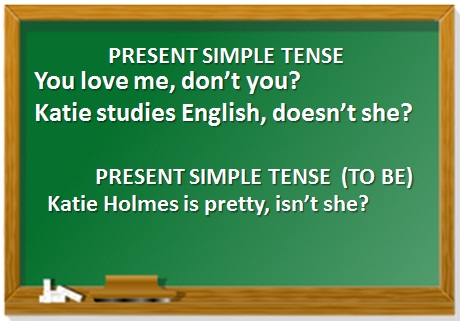 PRESENT SIMPLE TENSE
You love me, don't you?
Katie studies English, doesn't she?
PRESENT SIMPLE TENSE (TO BE)
Katie Holmes is pretty, isn't she?